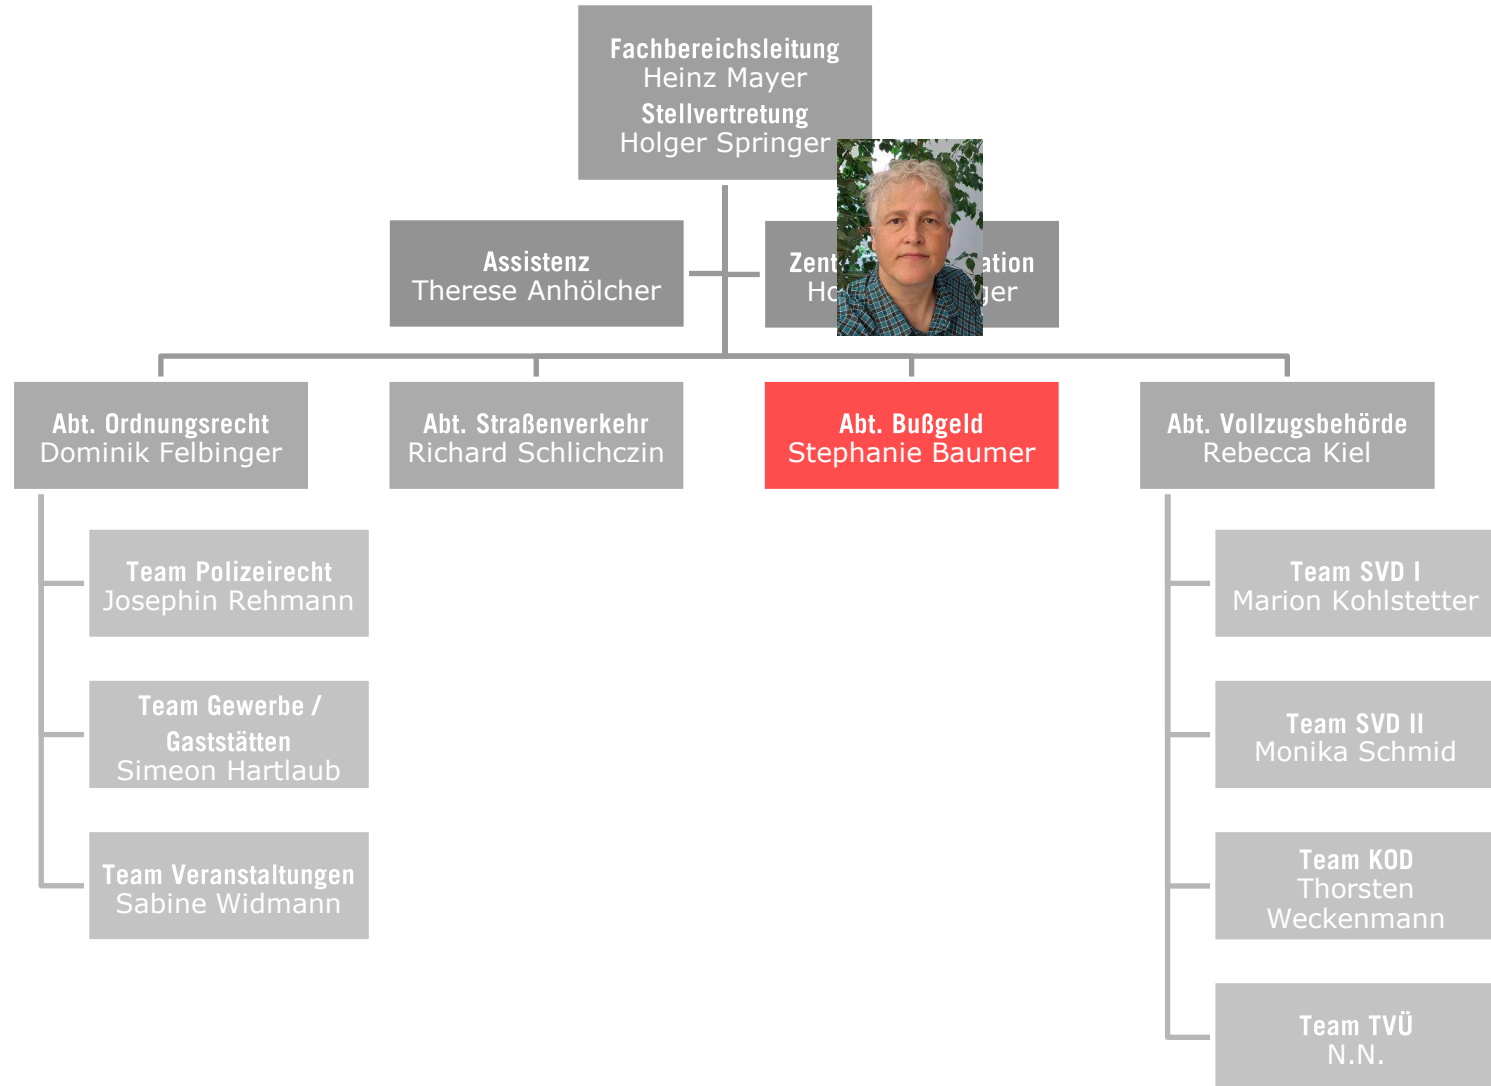 Fachbereichsleitung
Heinz Mayer
Stellvertretung
Holger Springer
Assistenz
Therese Anhölcher
Abt. Ordnungsrecht
Dominik Felbinger
Abt. Straßenverkehr
Richard Schlichczin
Abt. Bußgeld
Stephanie Baumer
Abt. Vollzugsbehörde
Rebecca Kiel
Team Polizeirecht
Josephin Rehmann
Team Gewerbe /
Gaststätten
Simeon Hartlaub
Team Veranstaltungen
Sabine Widmann
Team SVD I
Marion Kohlstetter
Team SVD II
Monika Schmid
Team KOD
Thorsten
Weckenmann
Team TVÜ
N.N.